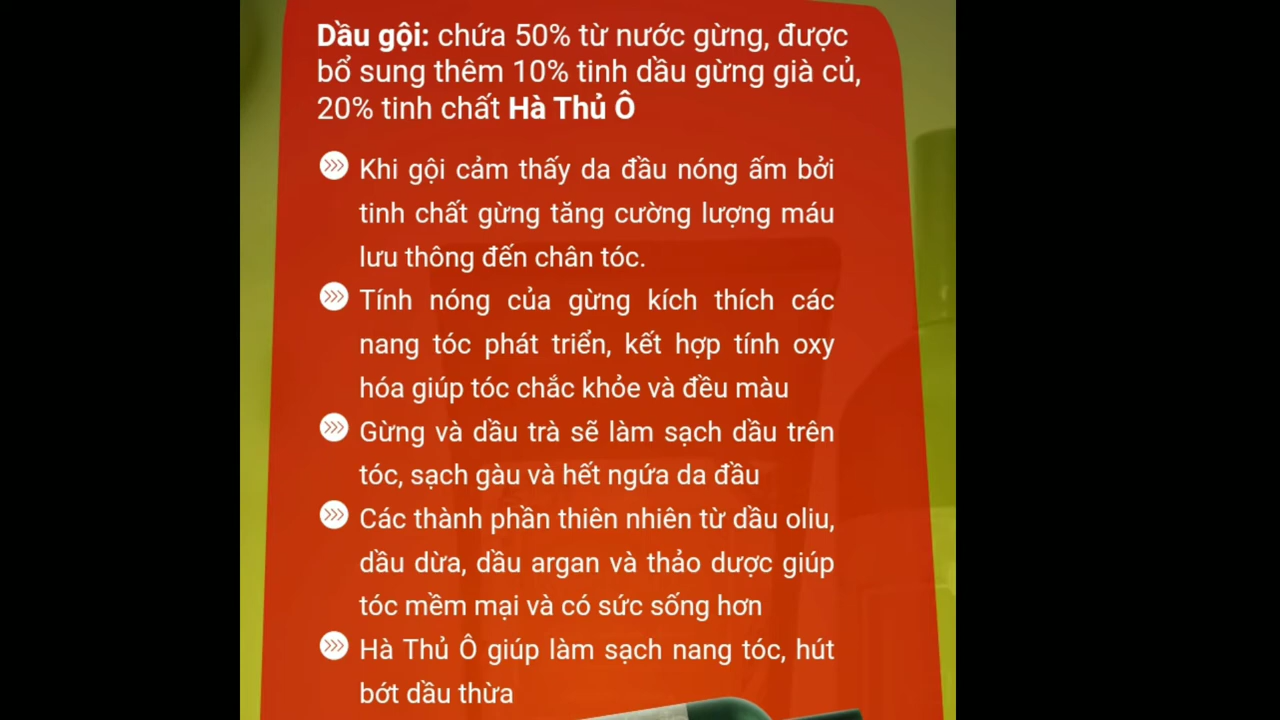 Dầu gội: chứa 50% từ nước gừng, được
bổ sung thêm 10% tinh dầu gừng già củ,
20% tinh chất Hà Thủ Ô
Khi gội cảm thấy da đầu nóng ấm bởi
tinh chất gừng tăng cường lượng máu
lưu thông đến chân tóc.
Tính nóng của gừng kích thích các
nang tóc phát triển, kết hợp tính oxy
hóa giúp tóc chắc khỏe và đều màu
Gừng và dầu trà sẽ làm sạch dầu trên
tóc, sạch gàu và hết ngứa da đầu
Các thành phần thiên nhiên từ dầu oliu,
dầu dừa, dầu argan và thảo dược giúp
tóc mềm mại và có sức sống hơn
Hà Thủ Ô giúp làm sạch nang tóc, hút
bớt dầu thừa